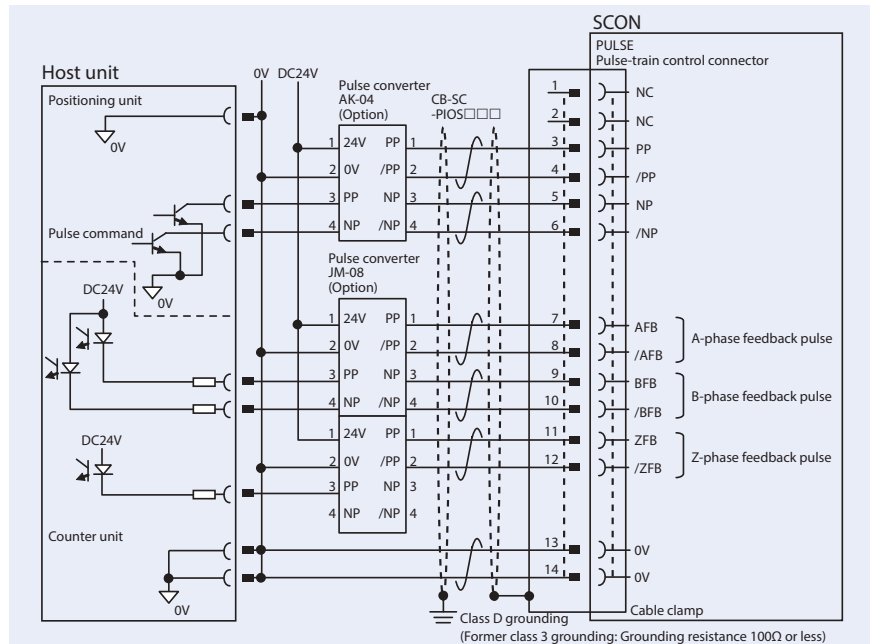 SCON
PULSE
Pulse-train control connector
Host unit
0V DC24V
Positioning unit
0V
Pulse converter
AK-04
(Option)
CB-SC
-PIOS□□□
1 24V PP 1
2 0V /PP 2
3 PP NP 3
4 NP /NP 4
1 NC
2 NC
3 PP
4 /PP
5 NP
6 /NP
Pulse command
0V
DC24V
Pulse converter
JM-08
(Option)
1 24V PP 1
2 0V /PP 2
3 PP NP 3
4 NP /NP 4
7 AFB
8 /AFB
A-phase feedback pulse
9 BFB
10 /BFB
B-phase feedback pulse
DC24V
1 24V PP 1
2 0V /PP 2
3 PP NP 3
4 NP /NP 4
11 ZFB
12 /ZFB
Z-phase feedback pulse
Counter unit
0V
13 0V
14 0V
Cable clamp
Class D grounding
(Former class 3 grounding: Grounding resistance 100Ω or less)